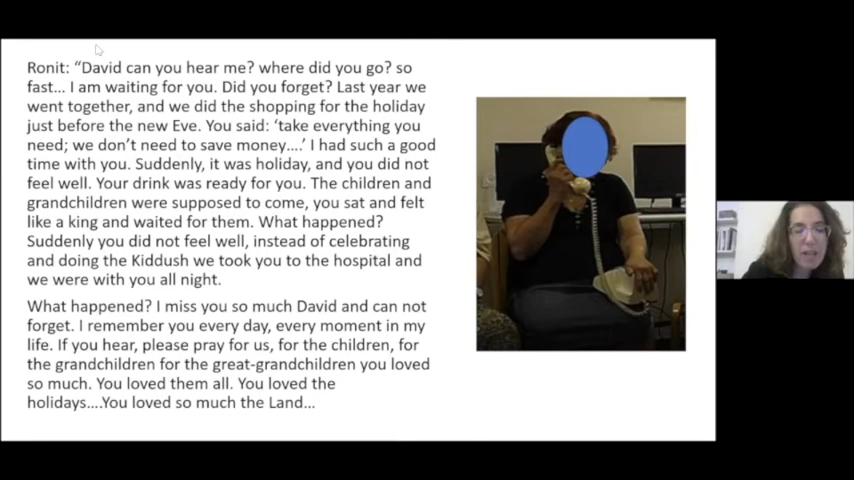 Ronit: “David can you hear me? where did you go? so
fast... I am waiting for you. Did you forget? Last year we
went together, and we did the shopping for the holiday
just before the new Eve. You said: ‘take everything you
need; we don’t need to save money....’ I had such a good
time with you. Suddenly, it was holiday, and you did not
feel well. Your drink was ready for you. The children and
grandchildren were supposed to come, you sat and felt
like a king and waited for them. What happened?
Suddenly you did not feel well, instead of celebrating
and doing the Kiddush we took you to the hospital and
we were with you all night.
What happened? I miss you so much David and can not
forget. I remember you every day, every moment in my
life. If you hear, please pray for us, for the children, for
the grandchildren for the great-grandchildren you loved
so much. You loved them all. You loved the
holidays....You loved so much the Land...